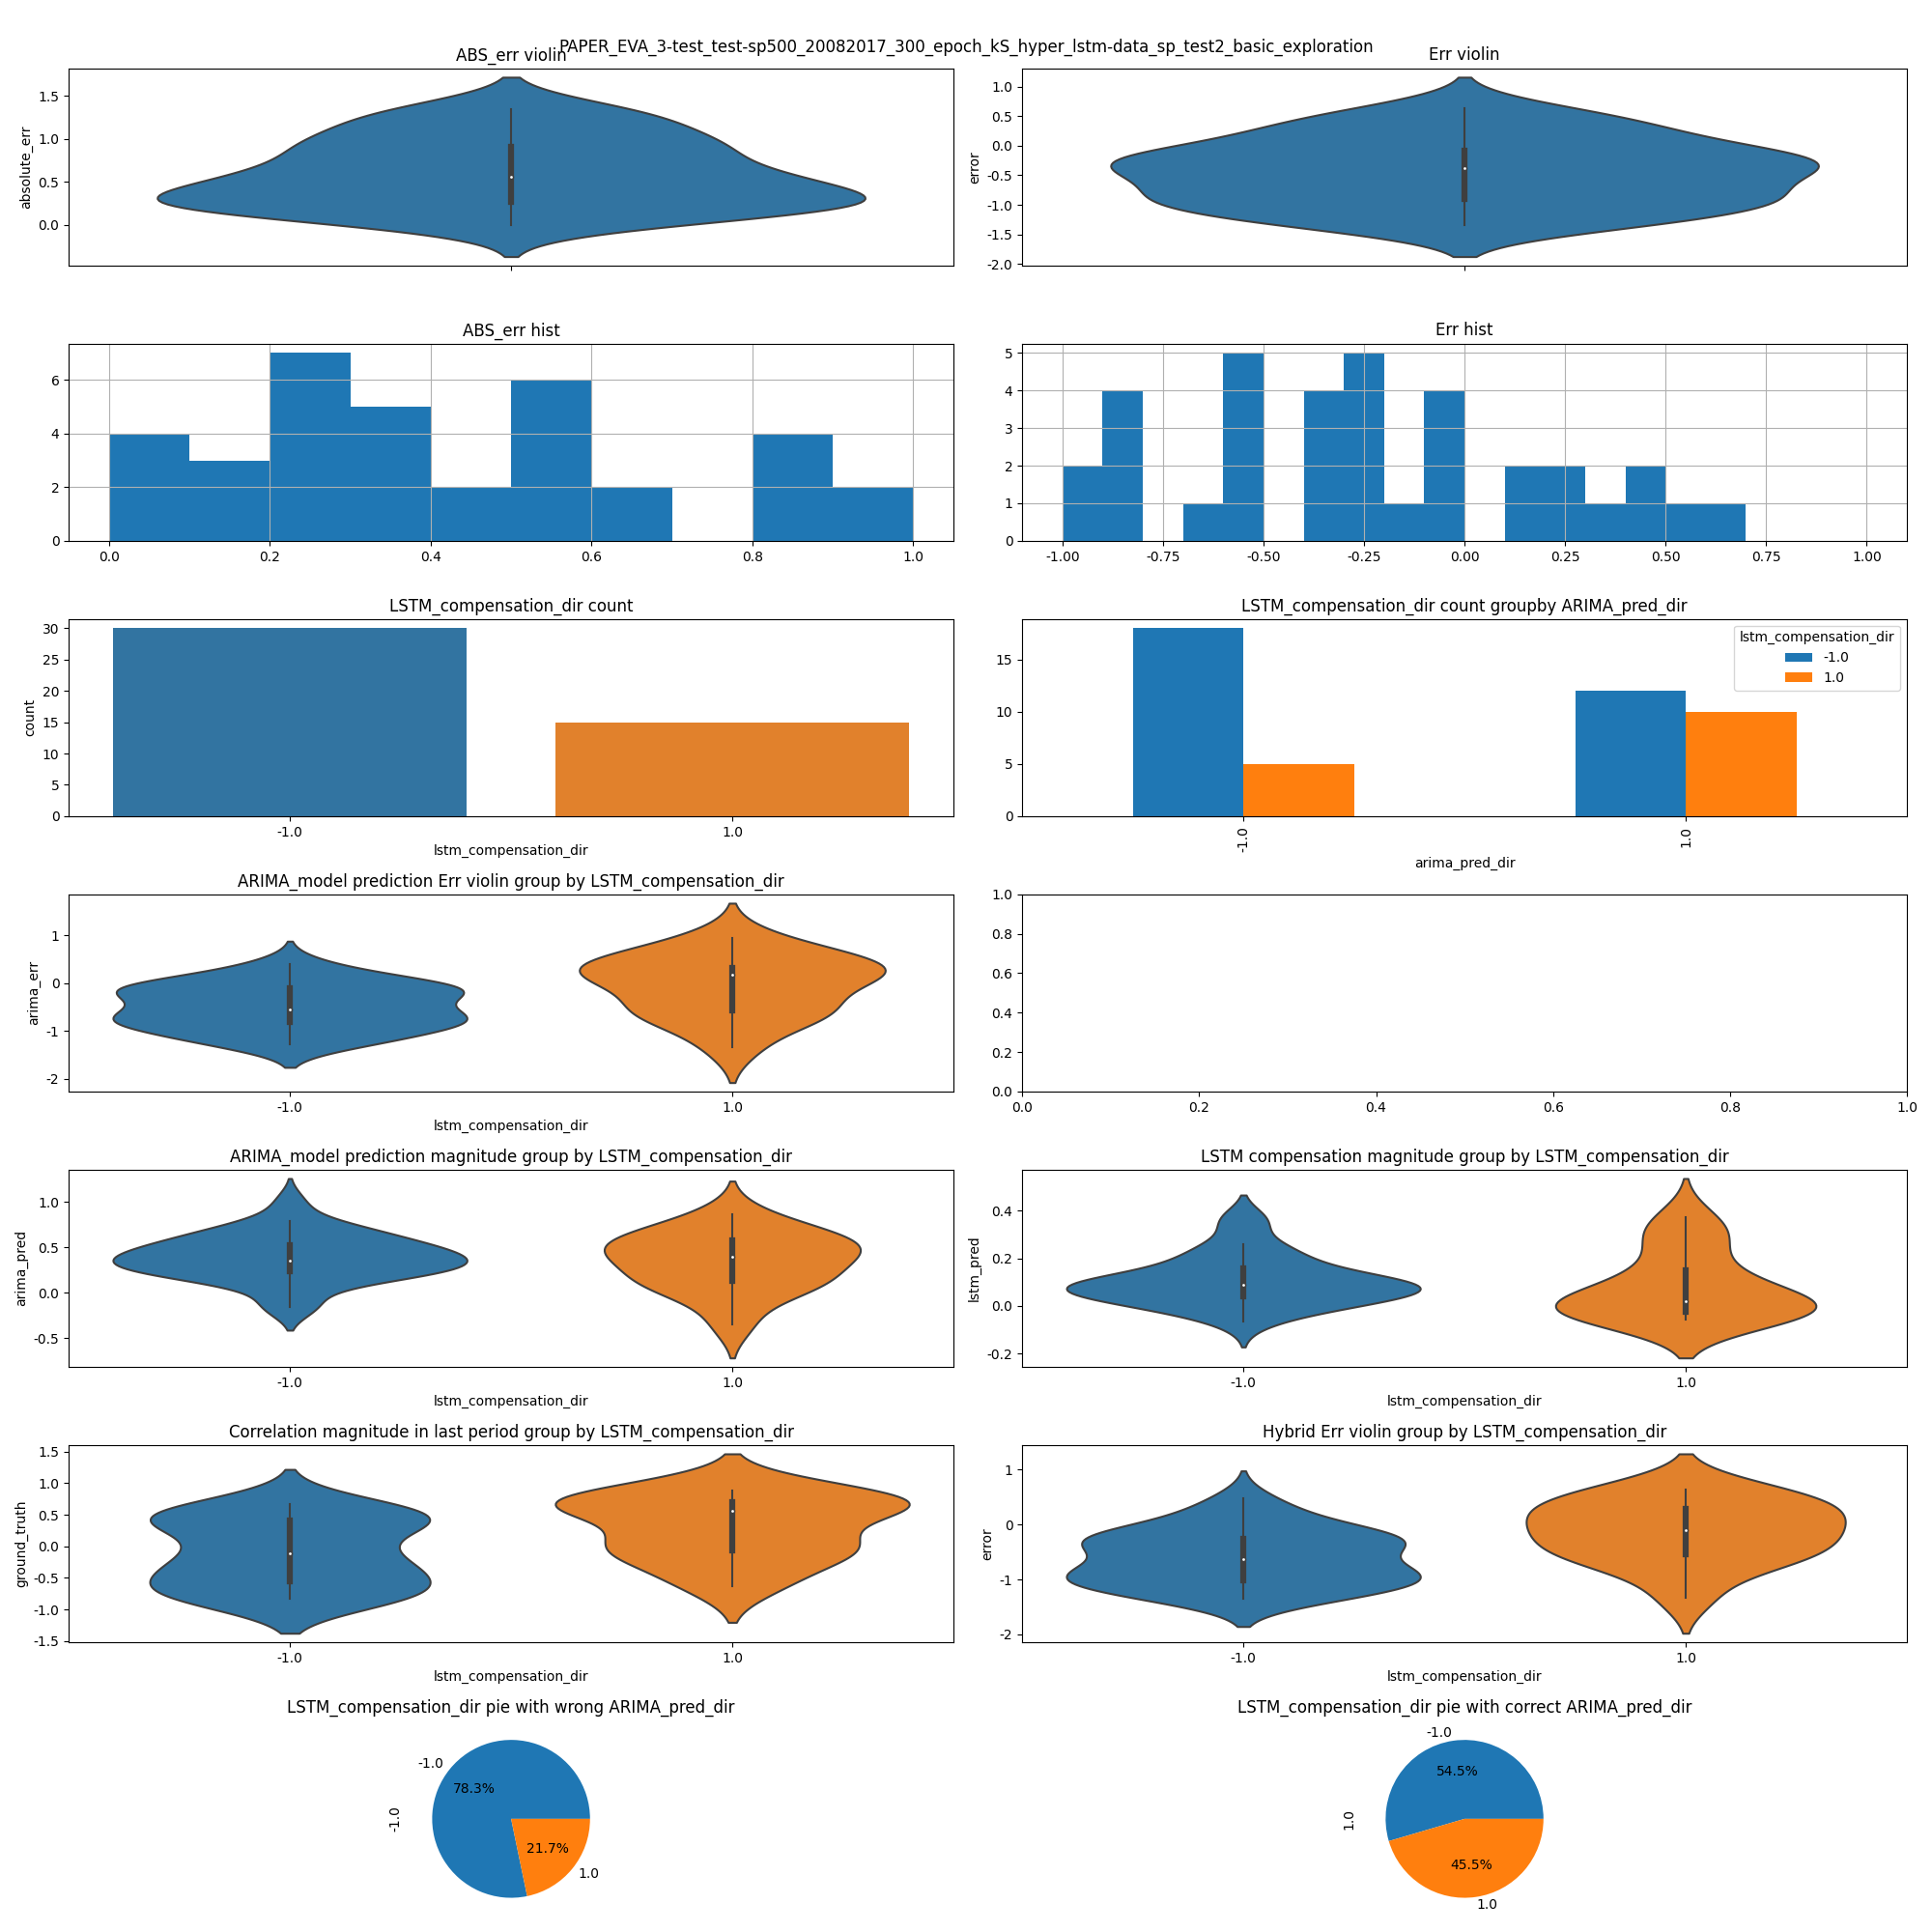 PAPER_EVA_3-test_test-sp500_20082017_300_epoch_kS_hyper_lstm-data_sp_test2_basic_exploration
ABS_err violin
absolute_err
1.5
1.0
0.5
0.0
Err violin
error
1.0
0.5
0.0
-0.5
-1.0
-1.5
-2.0
ABS_err hist
6
4
2
0
0.0 0.2 0.4 0.6 0.8 1.0
Err hist
5
4
3
2
1
0
-1.00 -0.75 -0.50 -0.25 0.00 0.25 0.50 0.75 1.00
LSTM_compensation_dir count
count
30
25
20
15
10
5
0
-1.0 1.0
lstm_compensation_dir
LSTM_compensation_dir count groupby ARIMA_pred_dir
15
10
5
0
lstm_compensation_dir
-1.0
1.0
-1.0 1.0
arima_pred_dir
ARIMA_model prediction Err violin group by LSTM_compensation_dir
arima_err
1
0
-1
-2
-1.0 1.0
lstm_compensation_dir
1.0
0.8
0.6
0.4
0.2
0.0
0.0 0.2 0.4 0.6 0.8 1.0
ARIMA_model prediction magnitude group by LSTM_compensation_dir
arima_pred
1.0
0.5
0.0
-0.5
-1.0 1.0
lstm_compensation_dir
LSTM compensation magnitude group by LSTM_compensation_dir
lstm_pred
0.4
0.2
0.0
-0.2
-1.0 1.0
lstm_compensation_dir
Correlation magnitude in last period group by LSTM_compensation_dir
ground_truth
1.5
1.0
0.5
0.0
-0.5
-1.0
-1.5
-1.0 1.0
lstm_compensation_dir
Hybrid Err violin group by LSTM_compensation_dir
error
1
0
-1
-2
-1.0 1.0
lstm_compensation_dir
LSTM_compensation_dir pie with wrong ARIMA_pred_dir
-1.0
-1.0
78.3%
21.7%
1.0
LSTM_compensation_dir pie with correct ARIMA_pred_dir
1.0
-1.0
54.5%
45.5%
1.0